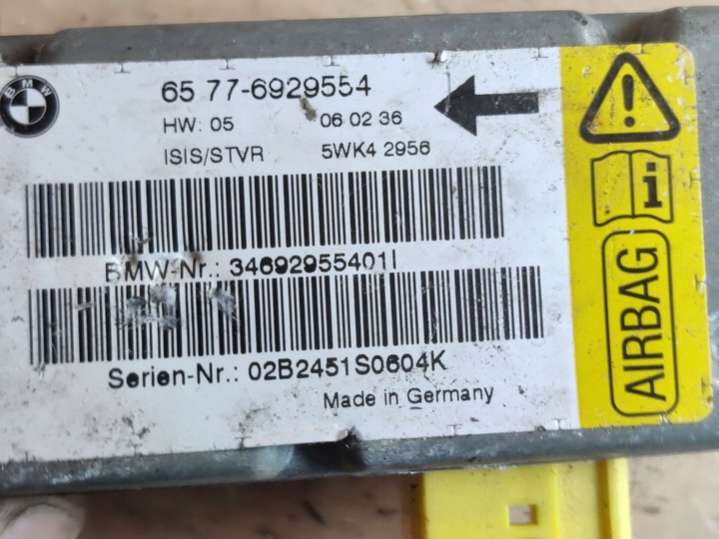 BMW
65 77-6929554
HW: 05 06 02 36
ISIS/STVR 5WK4 2956
BMW-Nr.: 34692955401I
Serien-Nr.: 02B2451S0604K
Made in Germany
! i
AIRBAG